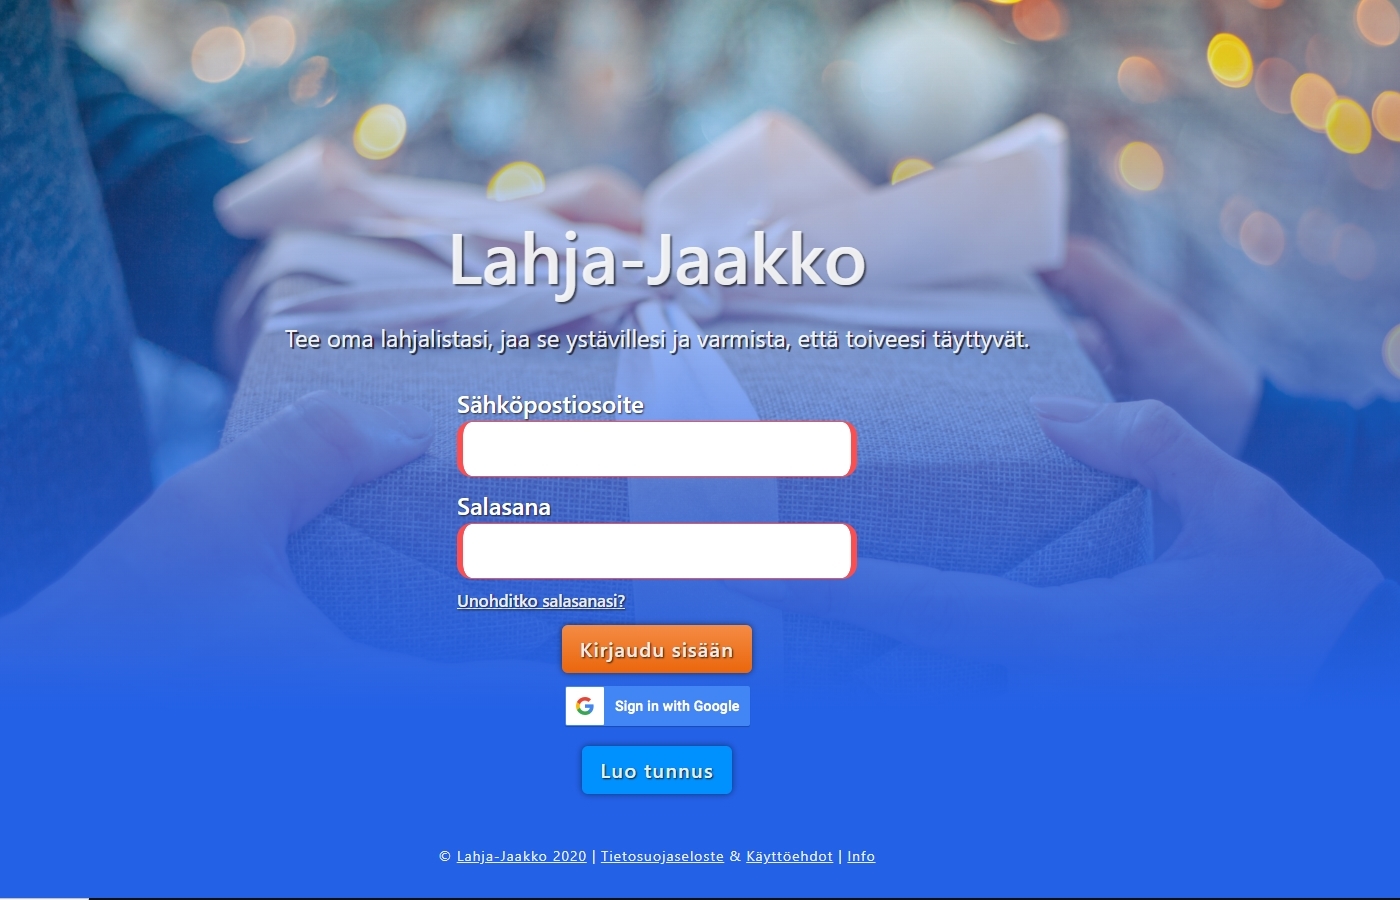 Lahja-Jaakko
Tee oma lahjalistasi, jaa se ystävillesi ja varmista, että toiveesi täyttyvät.
Sähköpostiosoite
Salasana
Unohditko salasanasi?
Kirjaudu sisään
Sign in with Google
Luo tunnus
© Lahja-Jaakko 2020 | Tietosuojaseloste & Käyttöehdot | Info